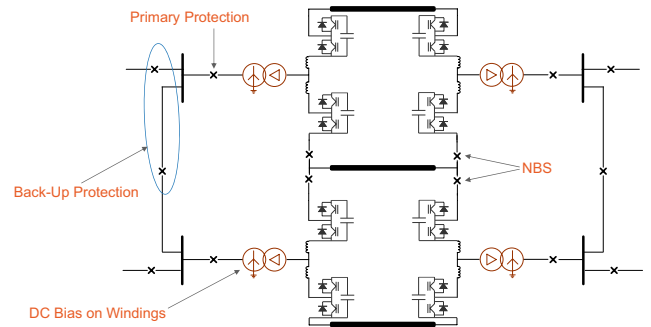 Primary Protection
NBS
Back-Up Protection
DC Bias on Windings